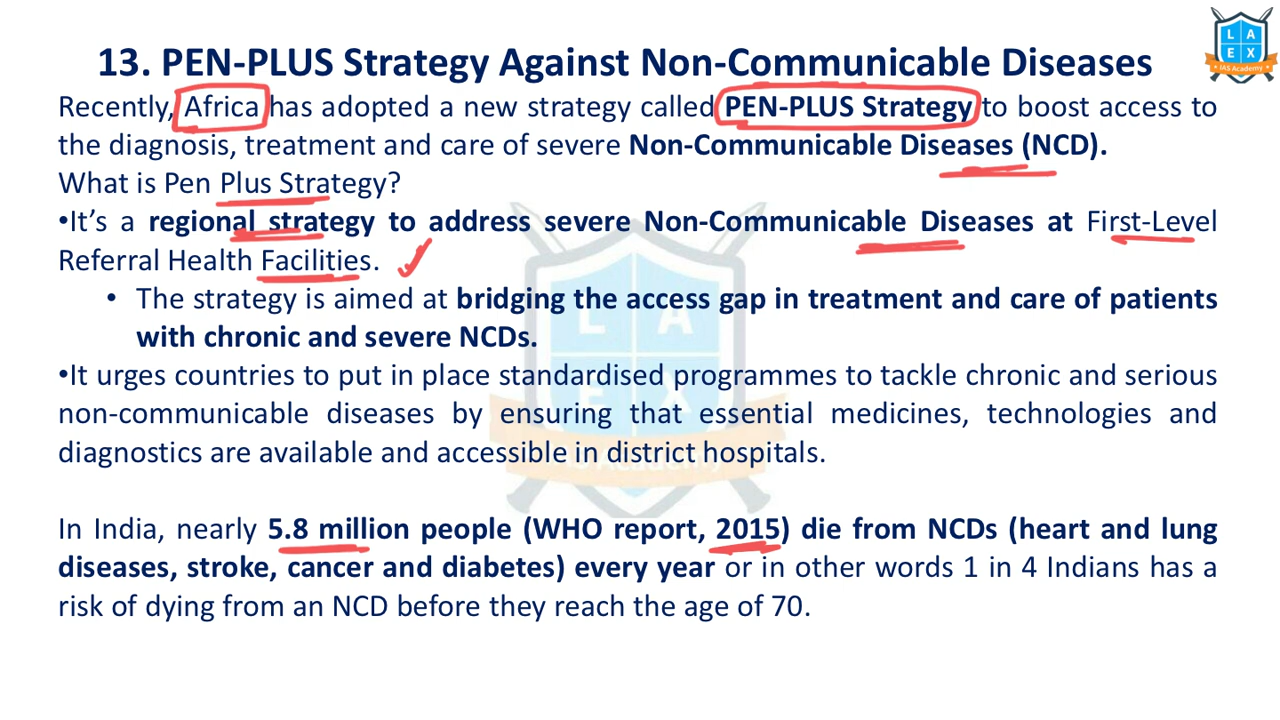 13. PEN-PLUS Strategy Against Non-Communicable Diseases
L A
E X
IAS Academy
Recently, Africa has adopted a new strategy called PEN-PLUS Strategy to boost access to
the diagnosis, treatment and care of severe Non-Communicable Diseases (NCD).
What is Pen Plus Strategy?
•It’s a regional strategy to address severe Non-Communicable Diseases at First-Level
Referral Health Facilities.
• The strategy is aimed at bridging the access gap in treatment and care of patients
with chronic and severe NCDs.
•It urges countries to put in place standardised programmes to tackle chronic and serious
non-communicable diseases by ensuring that essential medicines, technologies and
diagnostics are available and accessible in district hospitals.
L A
E X
IAS Academy
In India, nearly 5.8 million people (WHO report, 2015) die from NCDs (heart and lung
diseases, stroke, cancer and diabetes) every year or in other words 1 in 4 Indians has a
risk of dying from an NCD before they reach the age of 70.